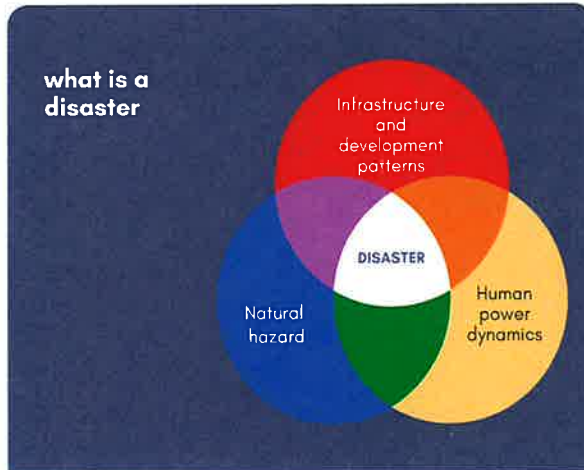 what is a
disaster
Infrastructure
and
development
patterns
DISASTER
Natural
hazard
Human
power
dynamics